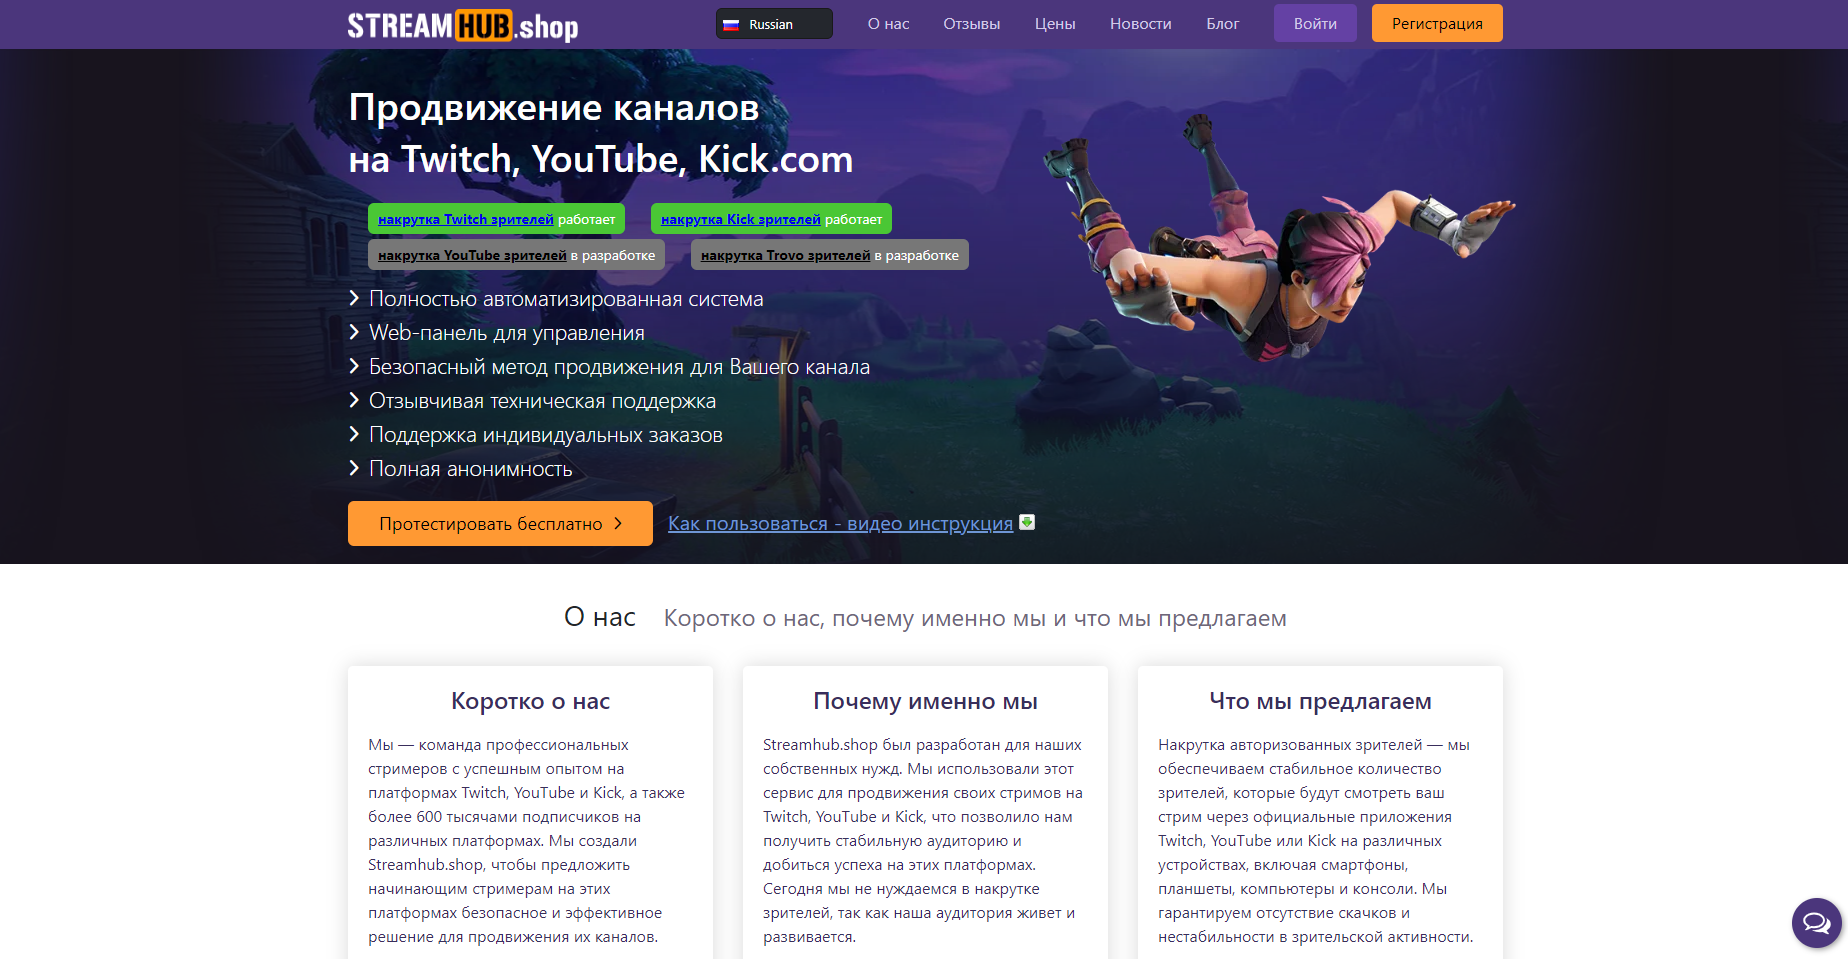 STREAMHUB.shop
Russian
О нас
Отзывы
Цены
Новости
Блог
Войти
Регистрация
Продвижение каналов
на Twitch, YouTube, Kick.com
накрутка Twitch зрителей работает
накрутка Kick зрителей работает
накрутка YouTube зрителей в разработке
накрутка Trovo зрителей в разработке
Полностью автоматизированная система
Web-панель для управления
Безопасный метод продвижения для Вашего канала
Отзывчивая техническая поддержка
Поддержка индивидуальных заказов
Полная анонимность
Протестировать бесплатно
Как пользоваться - видео инструкция
О нас Коротко о нас, почему именно мы и что мы предлагаем
Коротко о нас
Мы — команда профессиональных
стримеров с успешным опытом на
платформах Twitch, YouTube и Kick, а также
более 600 тысячами подписчиков на
различных платформах. Мы создали
Streamhub.shop, чтобы предложить
начинающим стримерам на этих
платформах безопасное и эффективное
решение для продвижения их каналов.
Почему именно мы
Streamhub.shop был разработан для наших
собственных нужд. Мы использовали этот
сервис для продвижения своих стримов на
Twitch, YouTube и Kick, что позволило нам
получить стабильную аудиторию и
добиться успеха на этих платформах.
Сегодня мы не нуждаемся в накрутке
зрителей, так как наша аудитория живет и
развивается.
Что мы предлагаем
Накрутка авторизованных зрителей — мы
обеспечиваем стабильное количество
зрителей, которые будут смотреть ваш
стрим через официальные приложения
Twitch, YouTube или Kick на различных
устройствах, включая смартфоны,
планшеты, компьютеры и консоли. Мы
гарантируем отсутствие скачков и
нестабильности в зрительской активности.